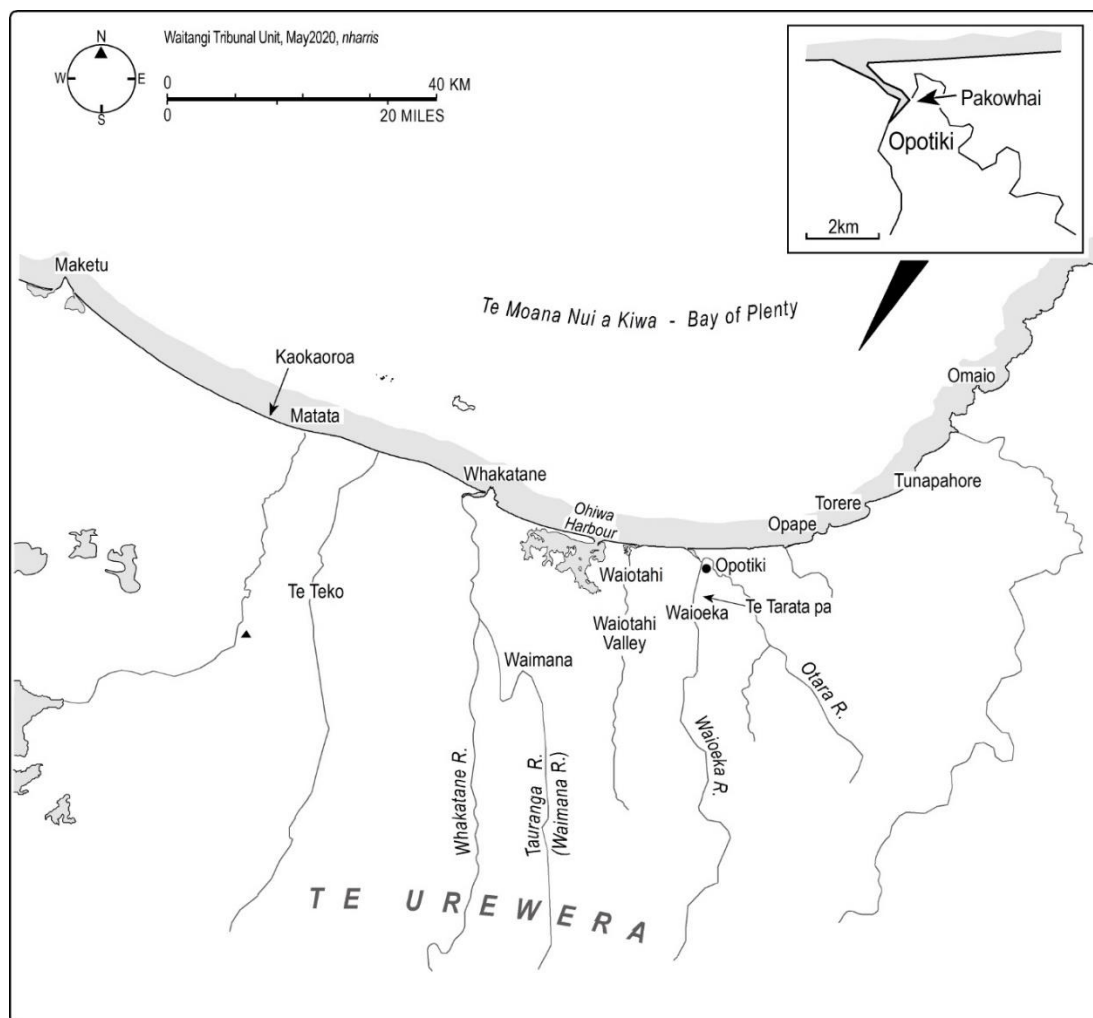 N
W
E
S
Waitangi Tribunal Unit, May2020, nharris
0
40 KM
0
20 MILES
Pakowhai
Opotiki
2km
Maketu
Te Moana Nui a Kiwa - Bay of Plenty
Kaokaoroa
Matata
Omaio
Whakatane
Tunapahore
Torere
Ohiwa
Harbour
Opape
Waiotahi
Opotiki
Te Teko
Waioeka
Te Tarata pa
Waiotahi
Valley
Waimana
Otara R.
Waioeka R.
Whakatane R.
Tauranga R.
(Waimana R.)
TE UREWERA